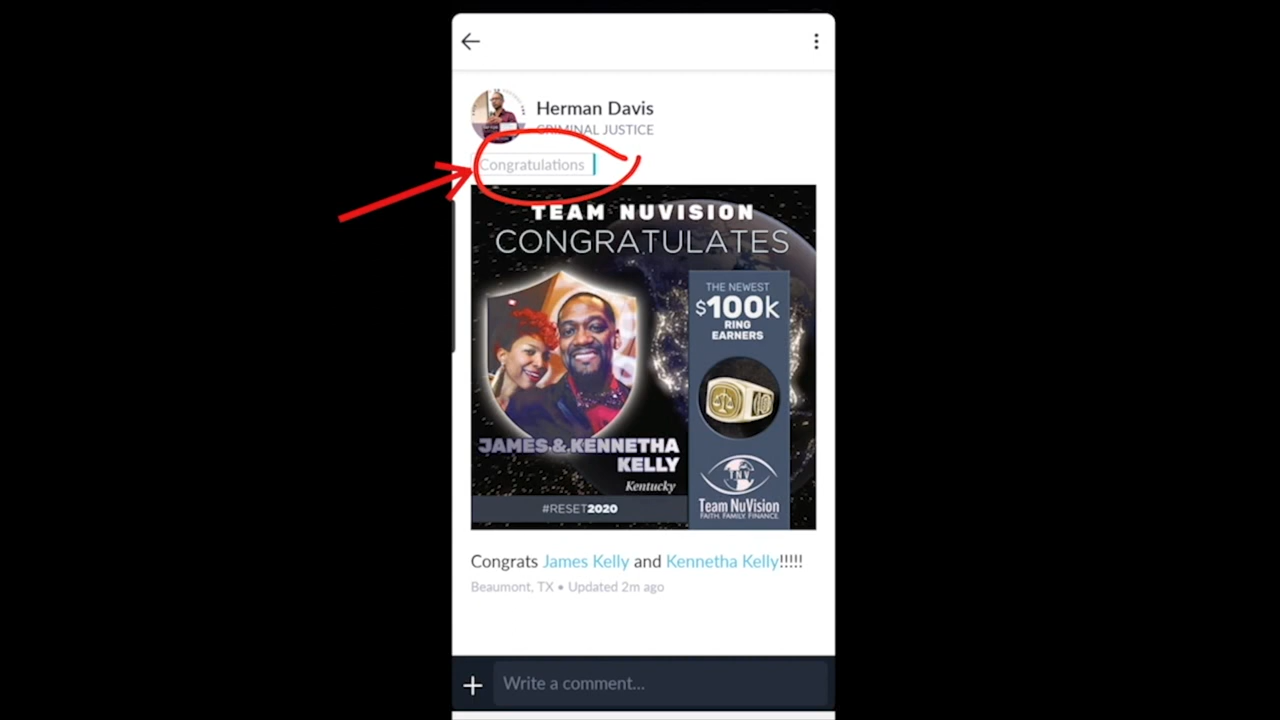 Herman Davis
CRIMINAL JUSTICE
Congratulations
TEAM NUVISION
CONGRATULATES
THE NEWEST
$100k
RING
EARNERS
JAMES & KENNETHA
KELLY
Kentucky
TNV
Team NuVision
FAITH. FAMILY. FINANCE.
#RESET2020
Congrats James Kelly and Kennetha Kelly!!!!!
Beaumont, TX • Updated 2m ago
Write a comment...